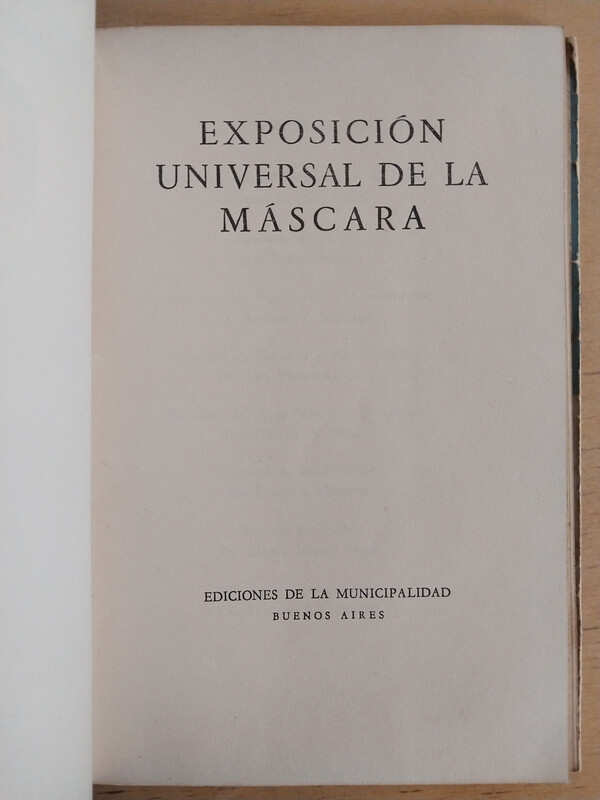 EXPOSICIÓN
UNIVERSAL DE LA
MÁSCARA
EDICIONES DE LA MUNICIPALIDAD
BUENOS AIRES